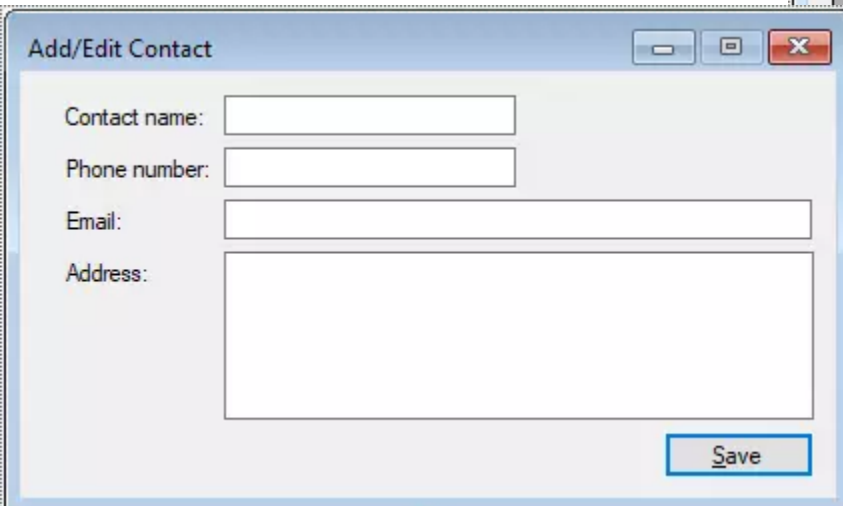 Add/Edit Contact
Contact name:
Phone number:
Email:
Address:
Save